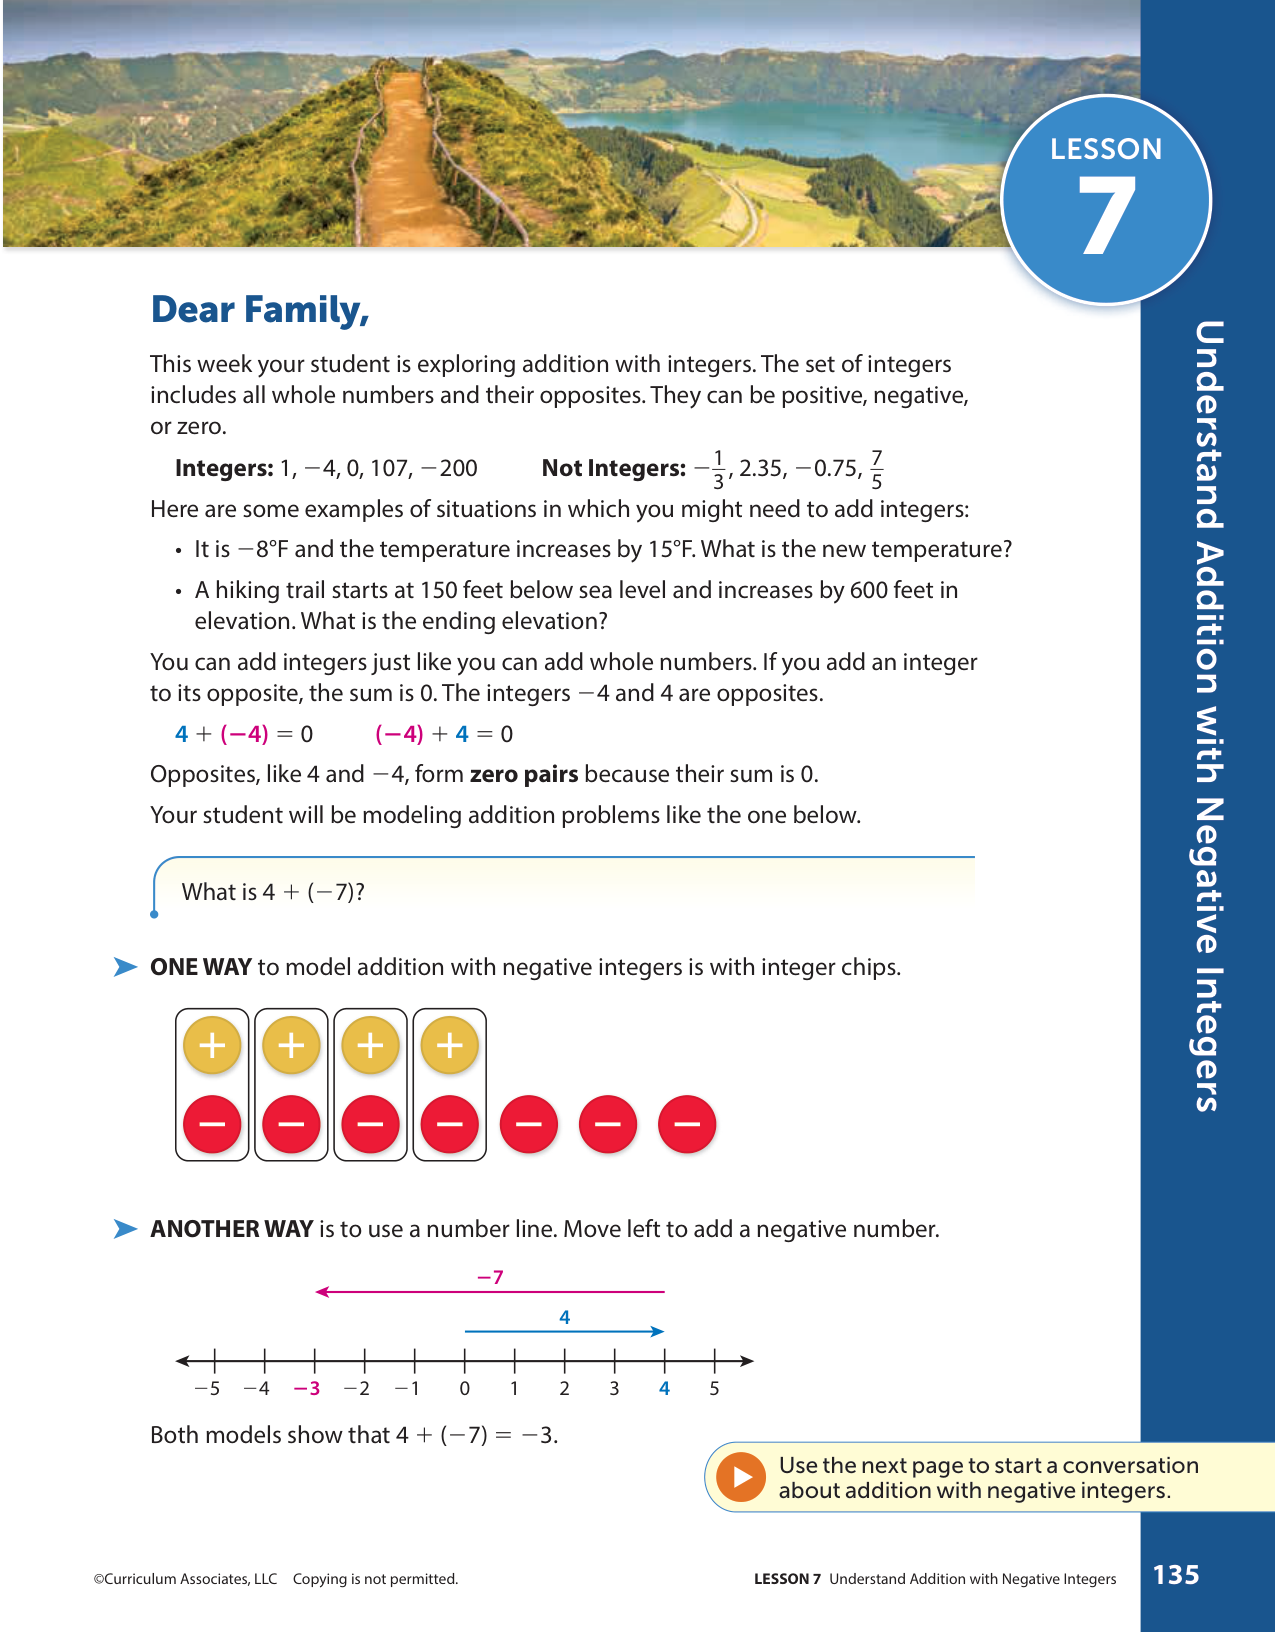 LESSON
7
Understand Addition with Negative Integers
Dear Family,
This week your student is exploring addition with integers. The set of integers
includes all whole numbers and their opposites. They can be positive, negative,
or zero.
Integers: 1, −4, 0, 107, −200 Not Integers: −1/3, 2.35, −0.75, 7/5
Here are some examples of situations in which you might need to add integers:
• It is −8°F and the temperature increases by 15°F. What is the new temperature?
• A hiking trail starts at 150 feet below sea level and increases by 600 feet in
elevation. What is the ending elevation?
You can add integers just like you can add whole numbers. If you add an integer
to its opposite, the sum is 0. The integers −4 and 4 are opposites.
4 + (−4) = 0 (−4) + 4 = 0
Opposites, like 4 and −4, form zero pairs because their sum is 0.
Your student will be modeling addition problems like the one below.
What is 4 + (−7)?
ONE WAY to model addition with negative integers is with integer chips.
+ + + +
− − − − − − −
ANOTHER WAY is to use a number line. Move left to add a negative number.
−7
4
−5 −4 −3 −2 −1 0 1 2 3 4 5
Both models show that 4 + (−7) = −3.
Use the next page to start a conversation
about addition with negative integers.
©Curriculum Associates, LLC Copying is not permitted.
LESSON 7 Understand Addition with Negative Integers
135